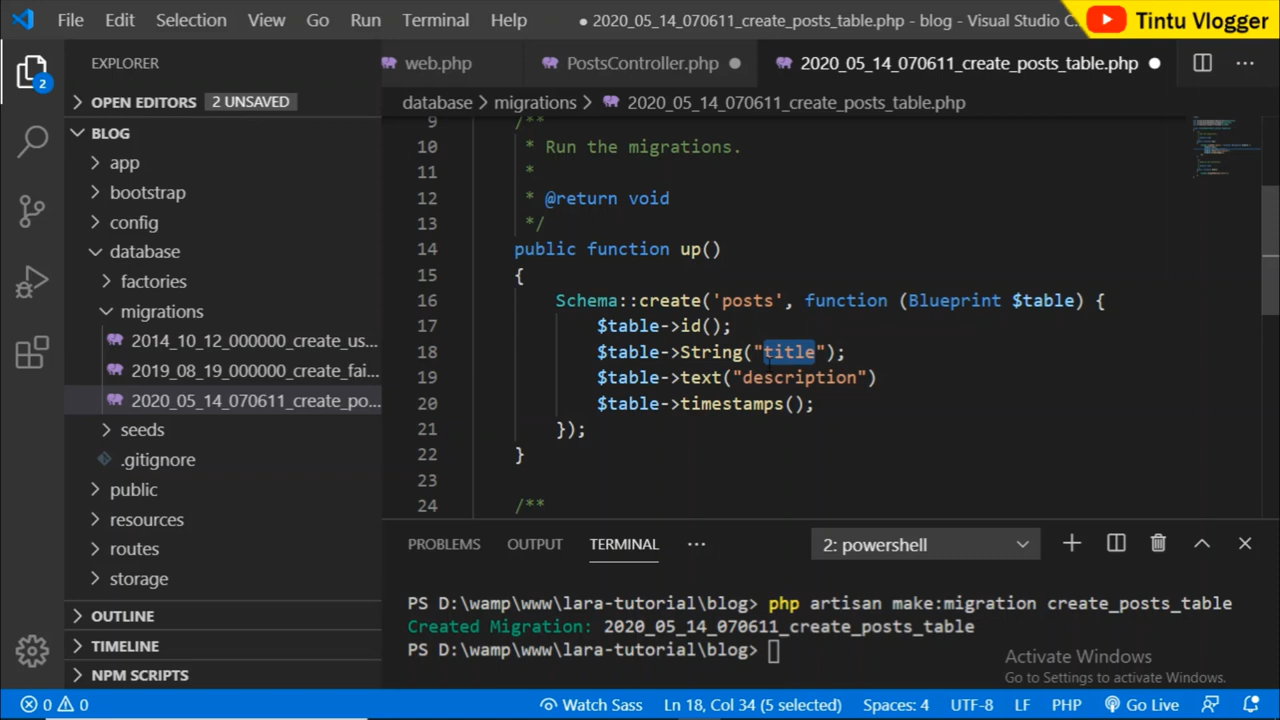 File Edit Selection View Go Run Terminal Help
● 2020_05_14_070611_create_posts_table.php - blog - Visual Studio C...
Tintu Vlogger
EXPLORER
OPEN EDITORS 2 UNSAVED
BLOG
app
bootstrap
config
database
factories
migrations
2014_10_12_000000_create_us...
2019_08_19_000000_create_fai...
2020_05_14_070611_create_po...
seeds
.gitignore
public
resources
routes
storage
OUTLINE
TIMELINE
NPM SCRIPTS
2
web.php PostsController.php 2020_05_14_070611_create_posts_table.php
database > migrations > 2020_05_14_070611_create_posts_table.php
9 /**
10 * Run the migrations.
11 *
12 * @return void
13 */
14 public function up()
15 {
16 Schema::create('posts', function (Blueprint $table) {
17 $table->id();
18 $table->String("title");
19 $table->text("description")
20 $table->timestamps();
21 });
22 }
23
24 /**
PROBLEMS OUTPUT TERMINAL ... 2: powershell
PS D:\wamp\www\lara-tutorial\blog> php artisan make:migration create_posts_table
Created Migration: 2020_05_14_070611_create_posts_table
PS D:\wamp\www\lara-tutorial\blog>
Activate Windows
Go to Settings to activate Windows.
0 0 Watch Sass Ln 18, Col 34 (5 selected) Spaces: 4 UTF-8 LF PHP Go Live